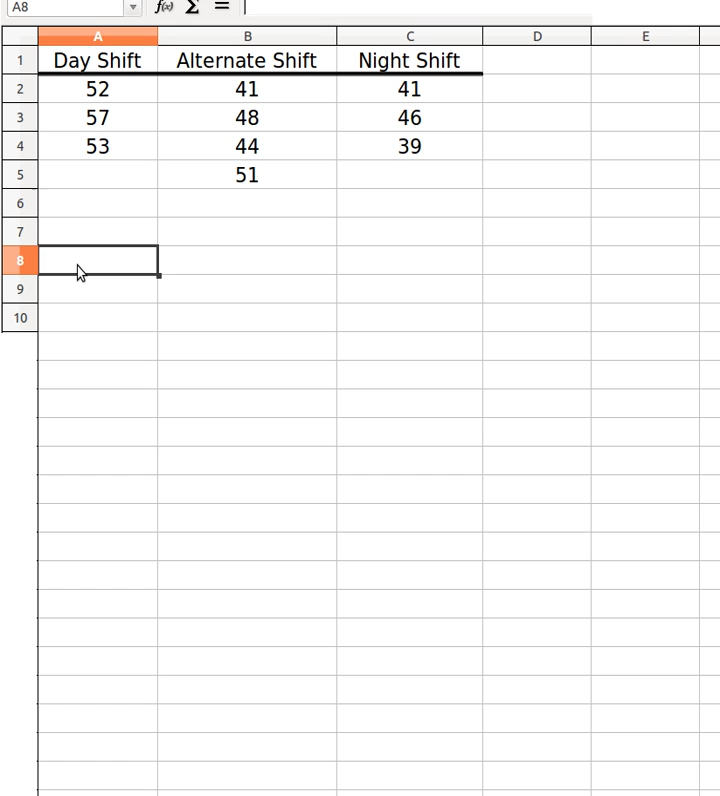 A8 f(x) Σ =
A B C D E
1 Day Shift Alternate Shift Night Shift
2 52 41 41
3 57 48 46
4 53 44 39
5 51
6
7
8
9
10